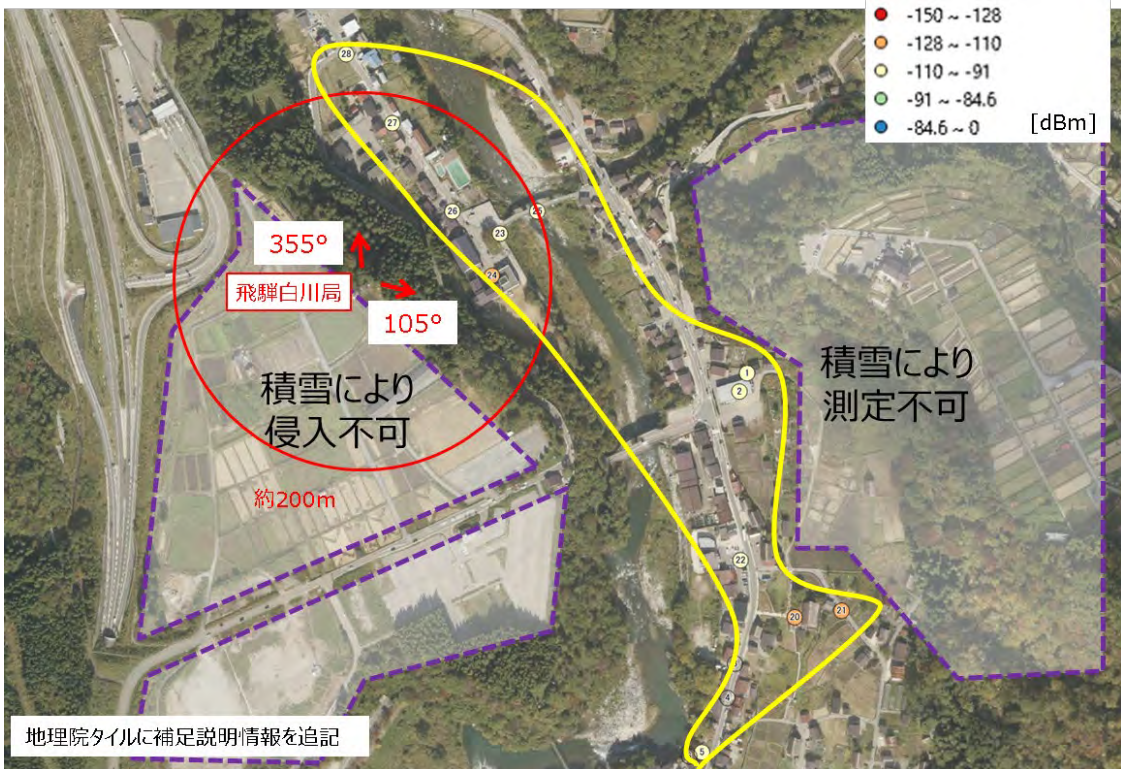 -150 ~ -128
-128 ~ -110
-110 ~ -91
-91 ~ -84.6
-84.6 ~ 0 [dBm]
28
27
26
25
23
24
355°
飛騨白川局
105°
積雪により
侵入不可
約200m
積雪により
測定不可
1
2
22
20
21
4
5
地理院タイルに補足説明情報を追記